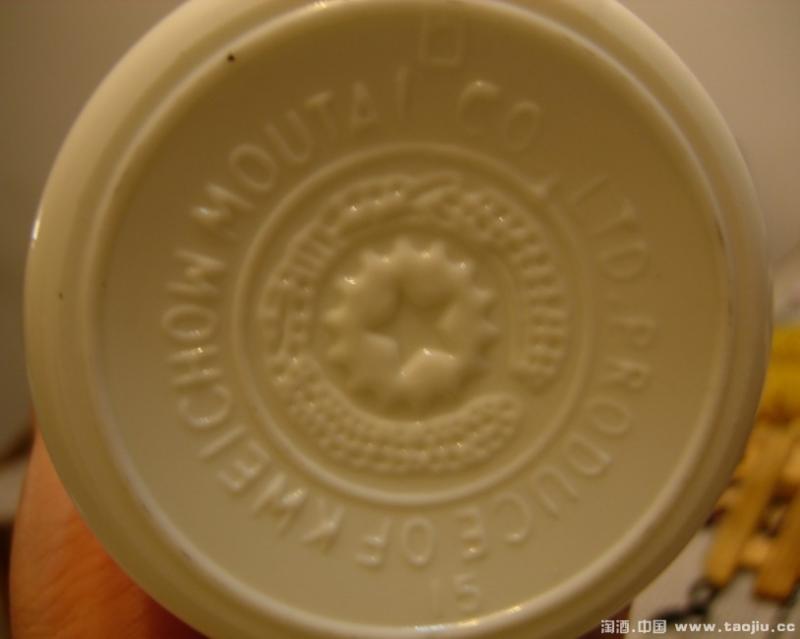 KWEICHOW MOUTAI CO., LTD. PRODUCE OF
15
淘酒.中国 www.taojiu.cc